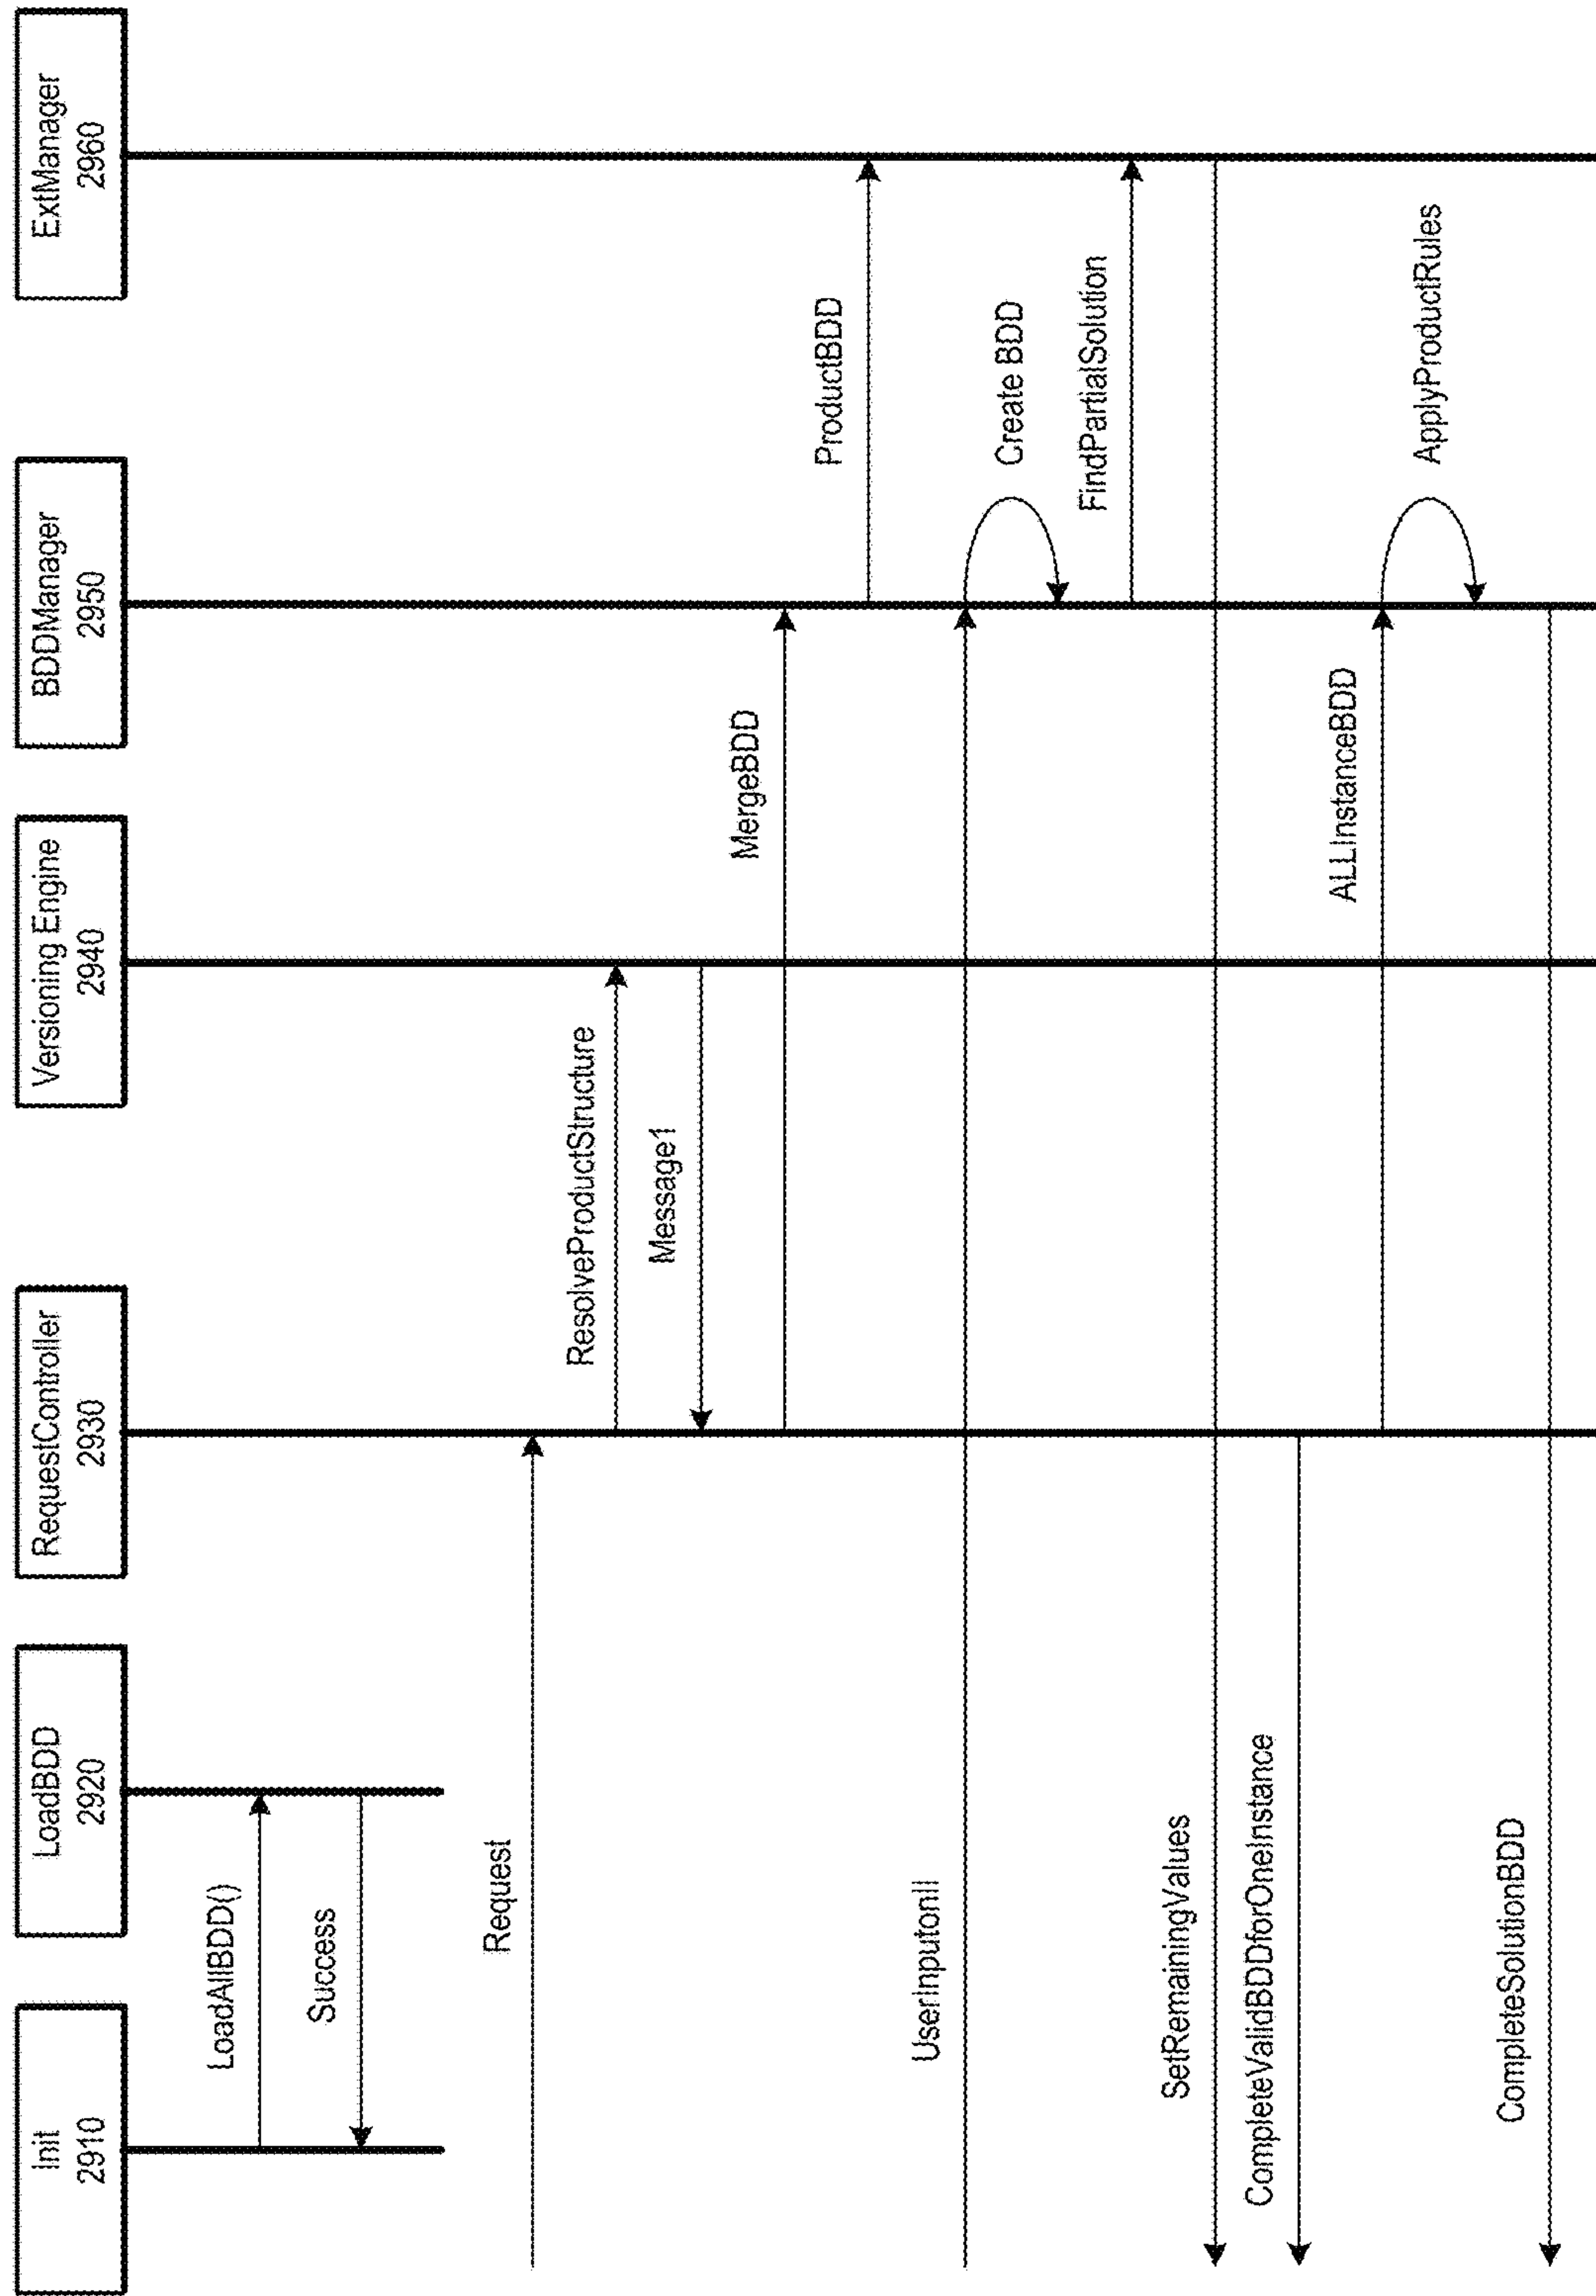 Init
2910
LoadBDD
2920
RequestController
2930
Versioning Engine
2940
BDDManager
2950
ExtManager
2960
LoadAllBDD()
Success
Request
ResolveProductStructure
Message1
MergeBDD
ProductBDD
UserInputonII
Create BDD
FindPartialSolution
SetRemainingValues
CompleteValidBDDforOneInstance
ALLInstanceBDD
ApplyProductRules
CompleteSolutionBDD